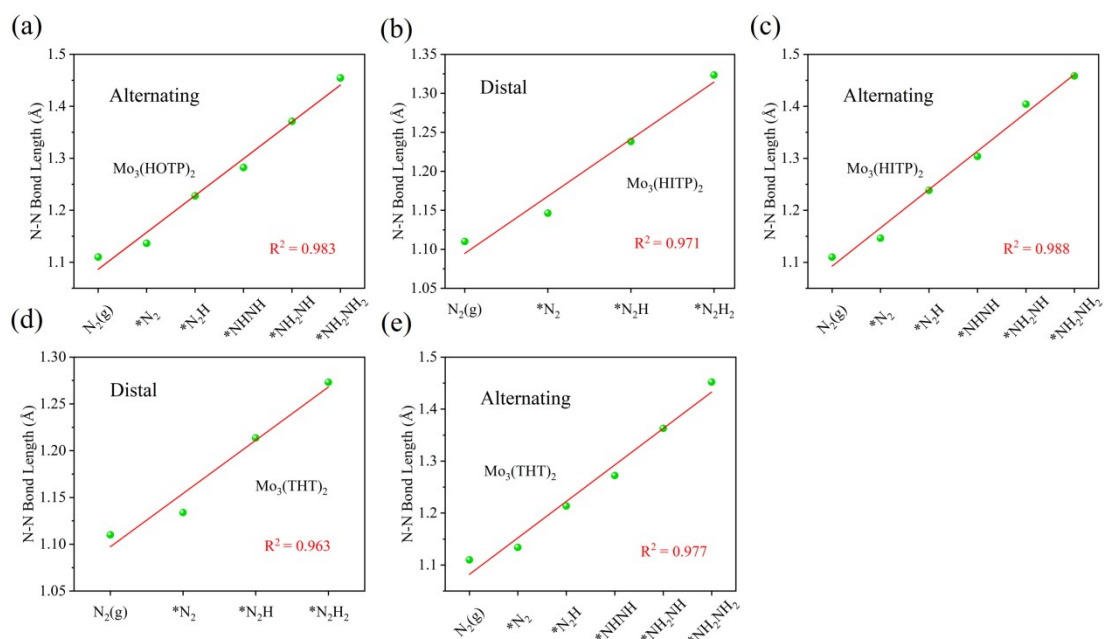 (a)
1.5
1.4
1.3
1.2
1.1
N-N Bond Length (Å)
Alternating
Mo₃(HOTP)₂
R² = 0.983
N₂(g)
*N₂
*N₂H
*NHNH
*NH₂NH
*NH₂NH₂
(b)
1.35
1.30
1.25
1.20
1.15
1.10
1.05
N-N Bond Length (Å)
Distal
Mo₃(HITP)₂
R² = 0.971
N₂(g)
*N₂
*N₂H
*N₂H₂
(c)
1.5
1.4
1.3
1.2
1.1
N-N Bond Length (Å)
Alternating
Mo₃(HITP)₂
R² = 0.988
N₂(g)
*N₂
*N₂H
*NHNH
*NH₂NH
*NH₂NH₂
(d)
1.30
1.25
1.20
1.15
1.10
1.05
N-N Bond Length (Å)
Distal
Mo₃(THT)₂
R² = 0.963
N₂(g)
*N₂
*N₂H
*N₂H₂
(e)
1.5
1.4
1.3
1.2
1.1
N-N Bond Length (Å)
Alternating
Mo₃(THT)₂
R² = 0.977
N₂(g)
*N₂
*N₂H
*NHNH
*NH₂NH
*NH₂NH₂